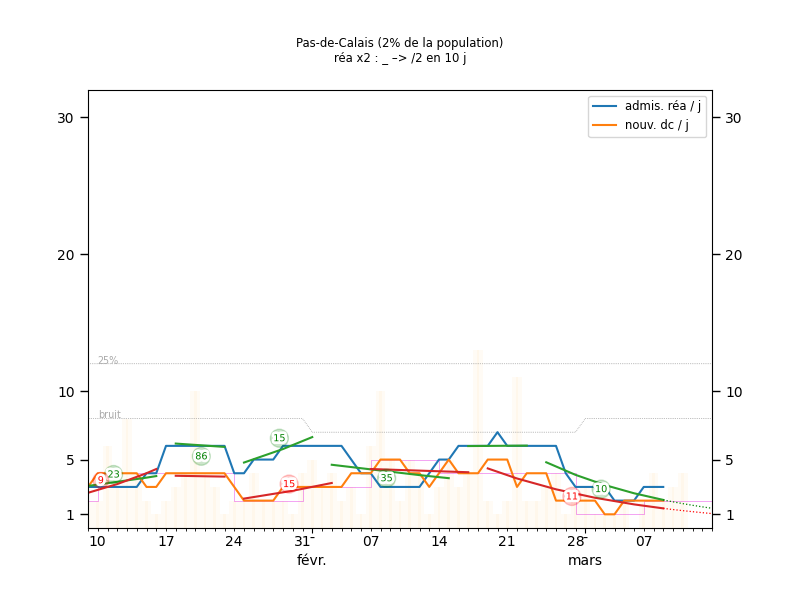 Pas-de-Calais (2% de la population)
réa x2 : _ –> /2 en 10 j
admis. réa / j
nouv. dc / j
30 30
20 20
25%
10 10
bruit
15
86
5 5
9 23 15 35 11 10
1 1
10 17 24 31 07 14 21 28 07
févr. mars